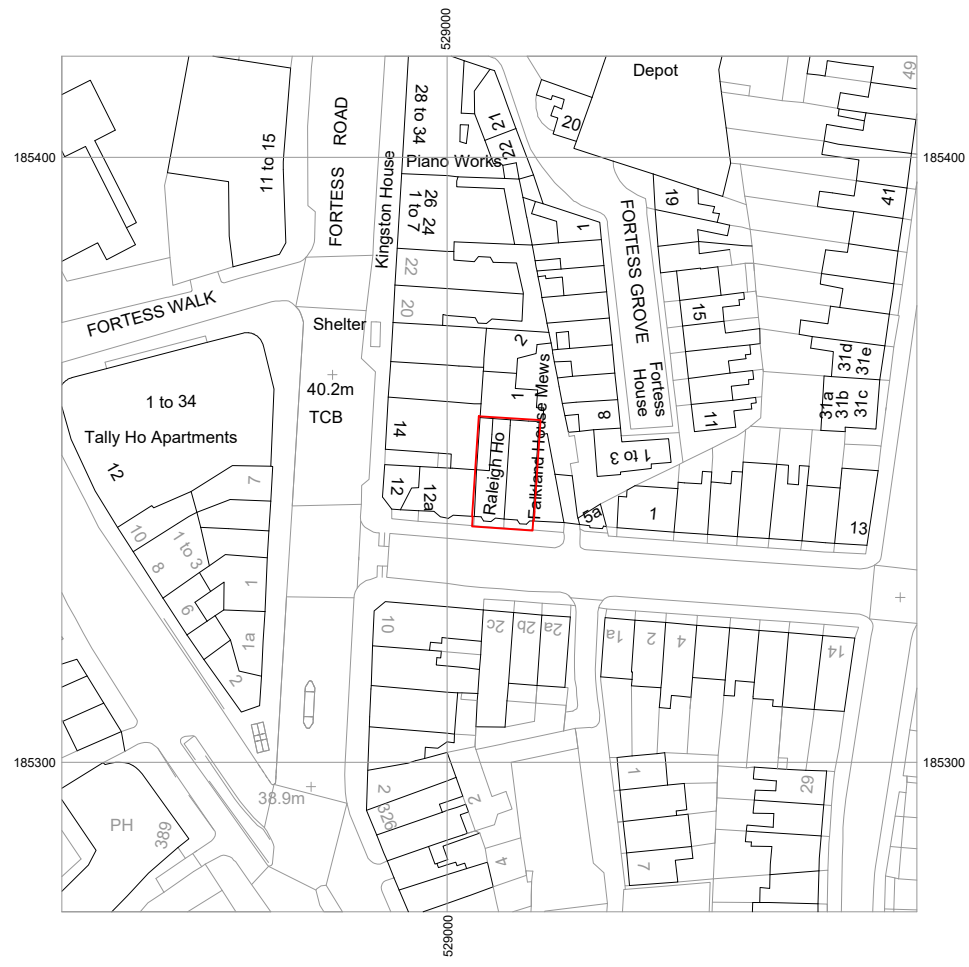 529000
Depot
49
28 to 34
21
20
FORTESS ROAD
11 to 15
22
185400
Piano Works
185400
Kingston House
26 24
1 to 7
19
41
1
FORTESS GROVE
22
20
15
FORTESS WALK
Shelter
2
Fortess
House
31d
31e
40.2m
TCB
1
31a
31b
31c
1 to 34
Tally Ho Apartments
14
8
11
Falkland House Mews
Raleigh Ho
1 to 3
12
7
12
12a
5a
1
13
10
1 to 3
8
1
6
10
2c
2b
2a
1a
2
4
14
1a
2
185300
185300
1
29
38.9m
2
326
2
PH
389
4
7
529000